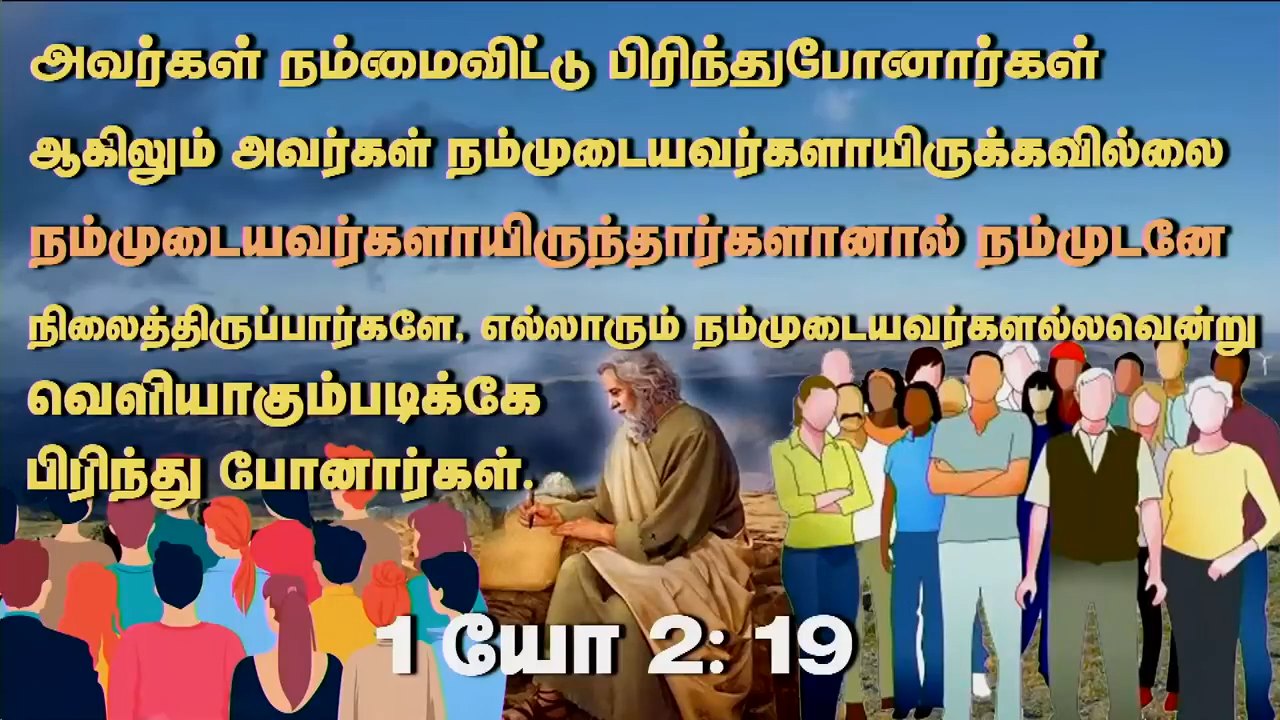 அவர்கள் நம்மைவிட்டு பிரிந்துபோனார்கள்
ஆகிலும் அவர்கள் நம்முடையவர்களாயிருக்கவில்லை
நம்முடையவர்களாயிருந்தார்களானால் நம்முடனே
நிலைத்திருப்பார்களே, எல்லாரும் நம்முடையவர்களல்லவென்று
வெளியாகும்படிக்கே
பிரிந்து போனார்கள்.
1 யோ 2: 19